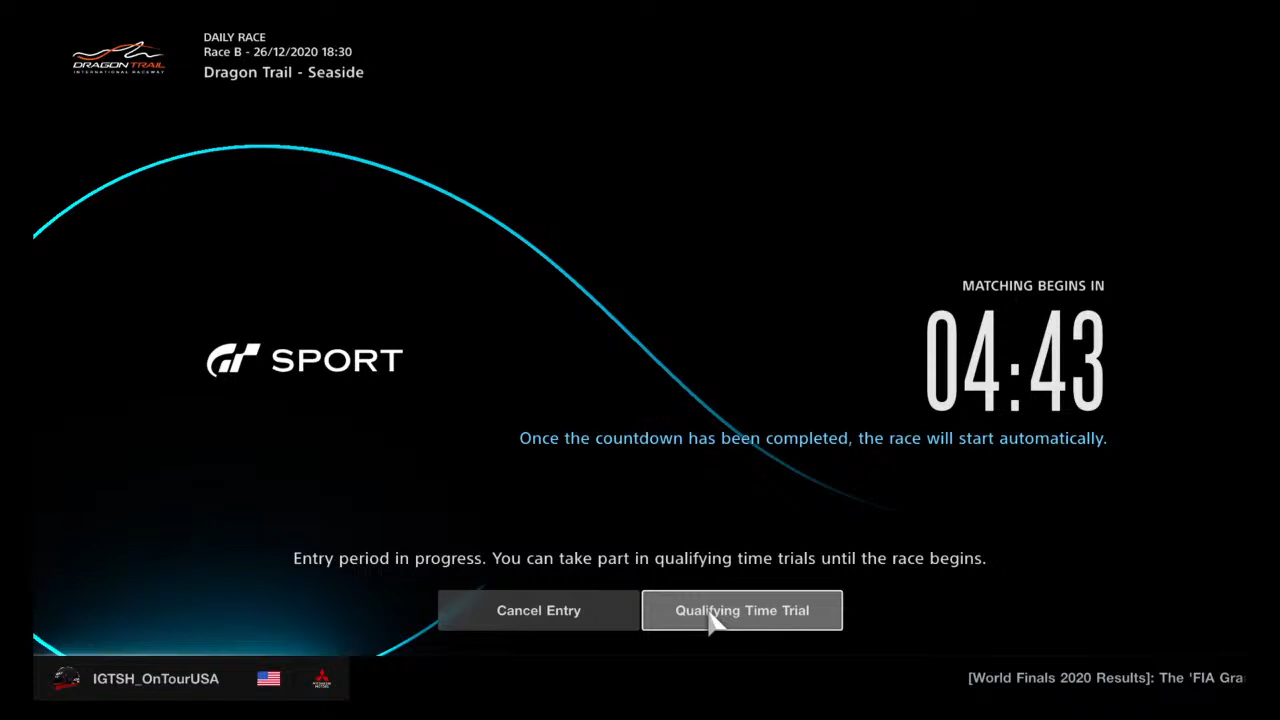 DRAGON TRAIL
INTERNATIONAL RACEWAY
DAILY RACE
Race B - 26/12/2020 18:30
Dragon Trail - Seaside
MATCHING BEGINS IN
04:43
GT SPORT
Once the countdown has been completed, the race will start automatically.
Entry period in progress. You can take part in qualifying time trials until the race begins.
Cancel Entry
Qualifying Time Trial
IGTSH_OnTourUSA
[World Finals 2020 Results]: The 'FIA Gra